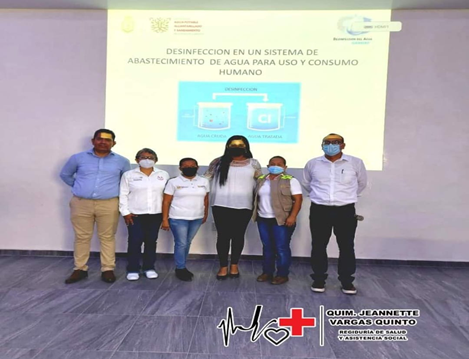 DESINFECCION EN UN SISTEMA DE
ABASTECIMIENTO DE AGUA PARA USO Y CONSUMO
HUMANO
DESINFECCION
QUIM. JEANNETTE
VARGAS QUINTO
REGIDURIA DE SALUD
Y ASISTENCIA SOCIAL